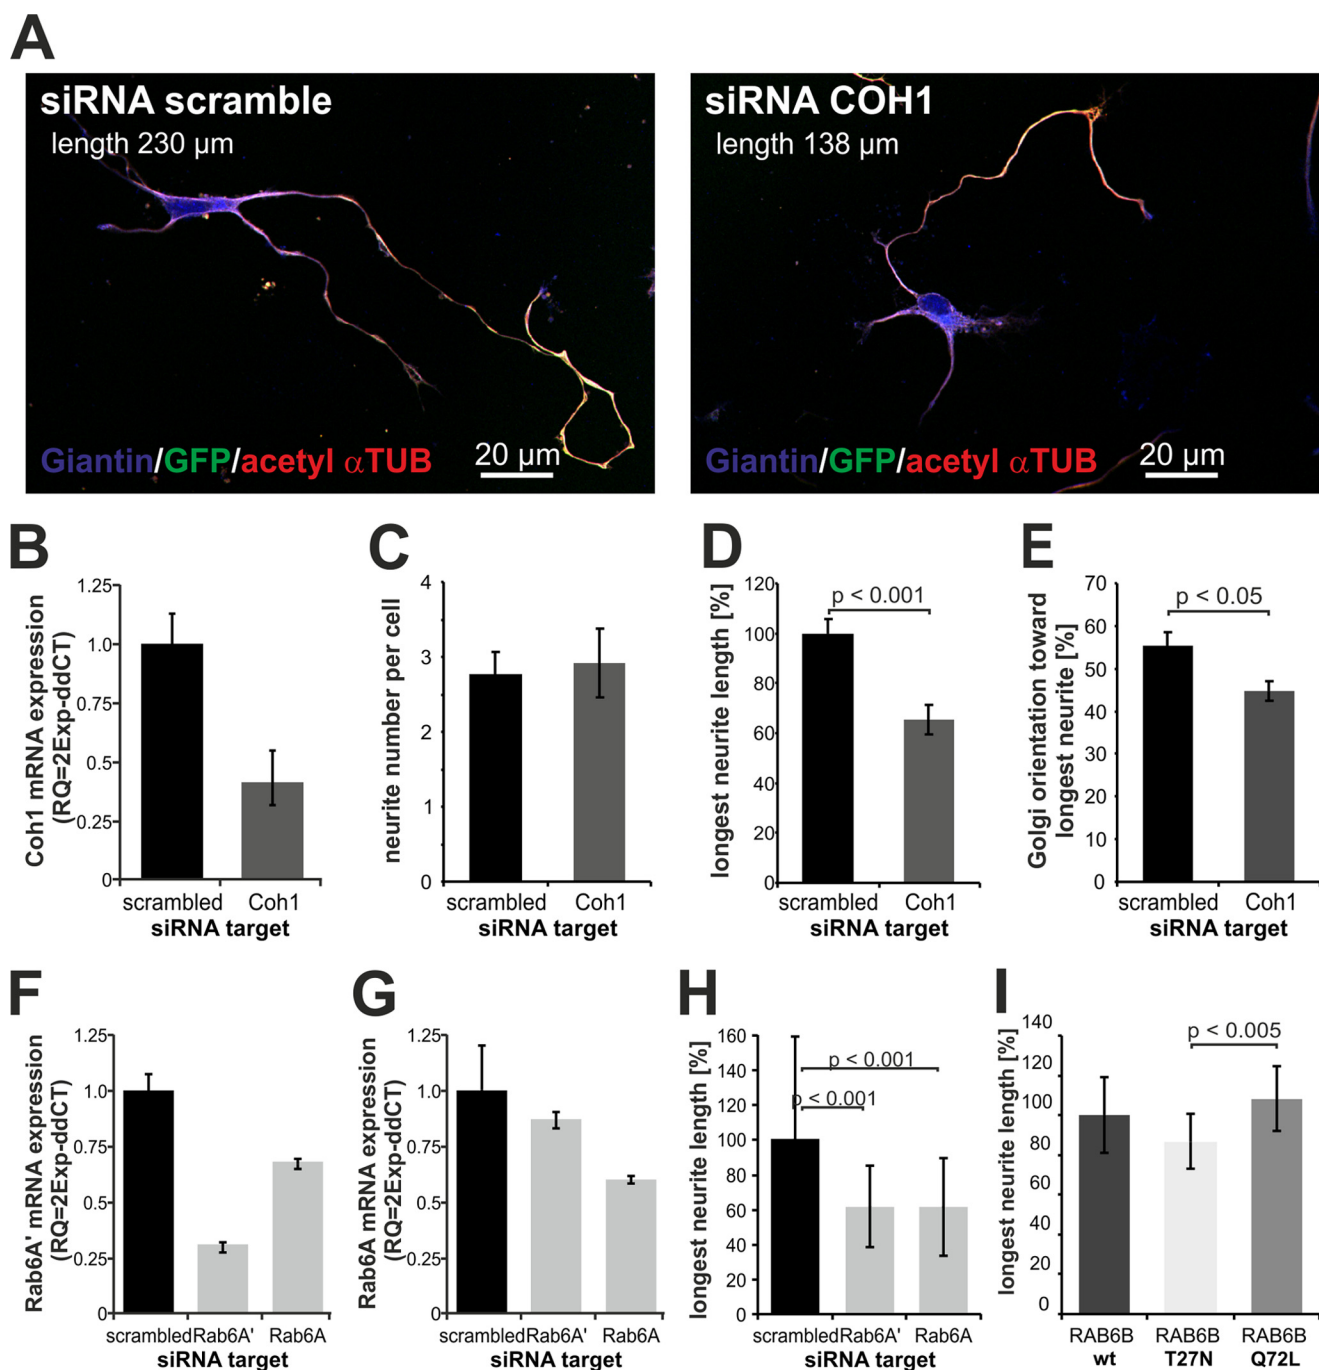 A
siRNA scramble
length 230 µm
Giantin/GFP/acetyl αTUB
20 µm
siRNA COH1
length 138 µm
Giantin/GFP/acetyl αTUB
20 µm
B
Coh1 mRNA expression
(RQ=2Exp-ddCT)
1.25
1.0
0.75
0.5
0.25
0
scrambled Coh1
siRNA target
C
neurite number per cell
4
3
2
1
0
scrambled Coh1
siRNA target
D
longest neurite length [%]
120
100
80
60
40
20
0
p < 0.001
scrambled Coh1
siRNA target
E
Golgi orientation toward
longest neurite [%]
70
60
50
40
30
20
10
0
p < 0.05
scrambled Coh1
siRNA target
F
Rab6A' mRNA expression
(RQ=2Exp-ddCT)
1.25
1.0
0.75
0.5
0.25
0
scrambled Rab6A' Rab6A
siRNA target
G
Rab6A mRNA expression
(RQ=2Exp-ddCT)
1.25
1.0
0.75
0.5
0.25
0
scrambled Rab6A' Rab6A
siRNA target
H
longest neurite length [%]
160
140
120
100
80
60
40
20
0
p < 0.001
p < 0.001
scrambled Rab6A' Rab6A
siRNA target
I
longest neurite length [%]
140
120
100
80
60
40
20
0
p < 0.005
RAB6B RAB6B RAB6B
wt T27N Q72L